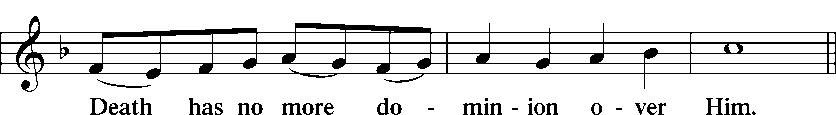 Death has no more do - min - ion o - ver Him.